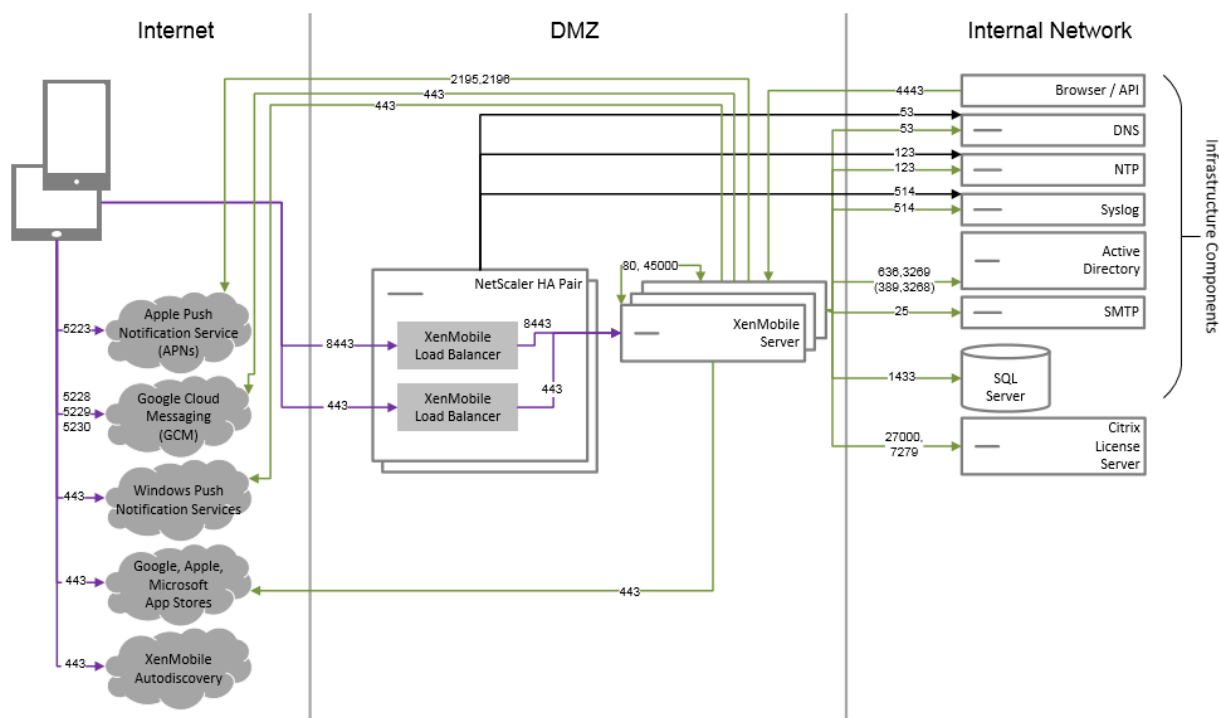 Internet
DMZ
Internal Network
2195,2196
443
443
4443
Browser / API
53
53
DNS
123
123
NTP
514
514
Syslog
636,3269
(389,3268)
Active
Directory
25
SMTP
1433
SQL
Server
27000,
7279
Citrix
License
Server
Infrastructure Components
80, 45000
NetScaler HA Pair
XenMobile
Server
8443
XenMobile
Load Balancer
8443
443
XenMobile
Load Balancer
443
5223
Apple Push
Notification Service
(APNs)
5228
5229
5230
Google Cloud
Messaging
(GCM)
443
Windows Push
Notification Services
443
Google, Apple,
Microsoft
App Stores
443
443
XenMobile
Autodiscovery